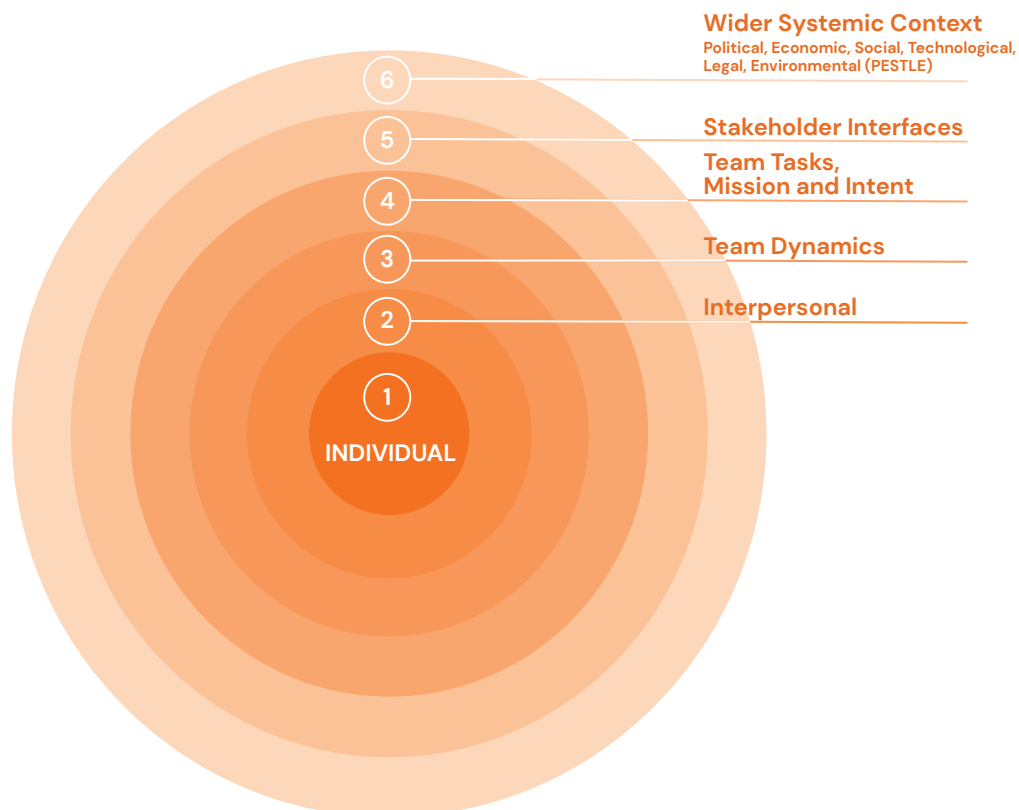 Wider Systemic Context
Political, Economic, Social, Technological,
Legal, Environmental (PESTLE)
6
Stakeholder Interfaces
5
Team Tasks,
Mission and Intent
4
Team Dynamics
3
Interpersonal
2
1
INDIVIDUAL